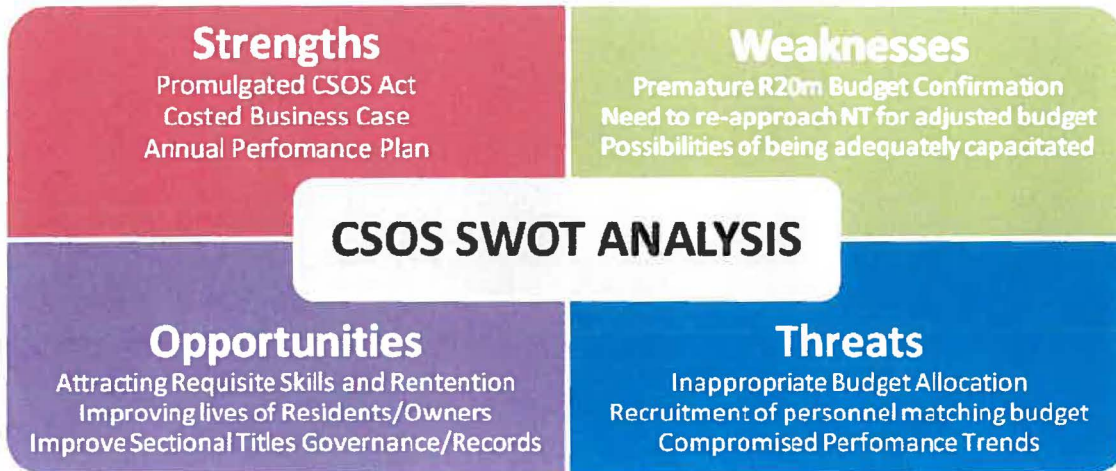 Strengths
Promulgated CSOS Act
Costed Business Case
Annual Perfomance Plan
Weaknesses
Premature R20m Budget Confirmation
Need to re-approach NT for adjusted budget
Possibilities of being adequately capacitated
CSOS SWOT ANALYSIS
Opportunities
Attracting Requisite Skills and Rentention
Improving lives of Residents/Owners
Improve Sectional Titles Governance/Records
Threats
Inappropriate Budget Allocation
Recruitment of personnel matching budget
Compromised Perfomance Trends